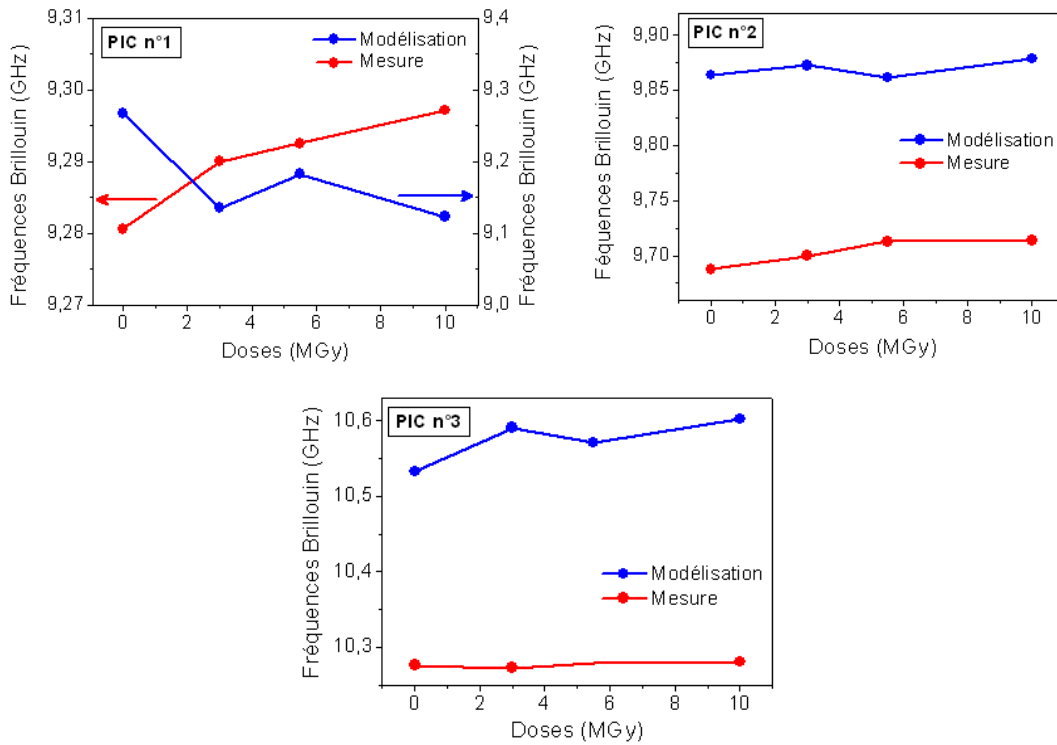 PIC n°1
Modélisation
Mesure
Fréquences Brillouin (GHz)
9,31
9,30
9,29
9,28
9,27
9,4
9,3
9,2
9,1
9,0
Fréquences Brillouin (GHz)
0 2 4 6 8 10
Doses (MGy)
PIC n°2
Modélisation
Mesure
Féquences Brillouin (GHz)
9,90
9,85
9,80
9,75
9,70
0 2 4 6 8 10
Doses (MGy)
PIC n°3
Modélisation
Mesure
Fréquences Brillouin (GHz)
10,6
10,5
10,4
10,3
0 2 4 6 8 10
Doses (MGy)